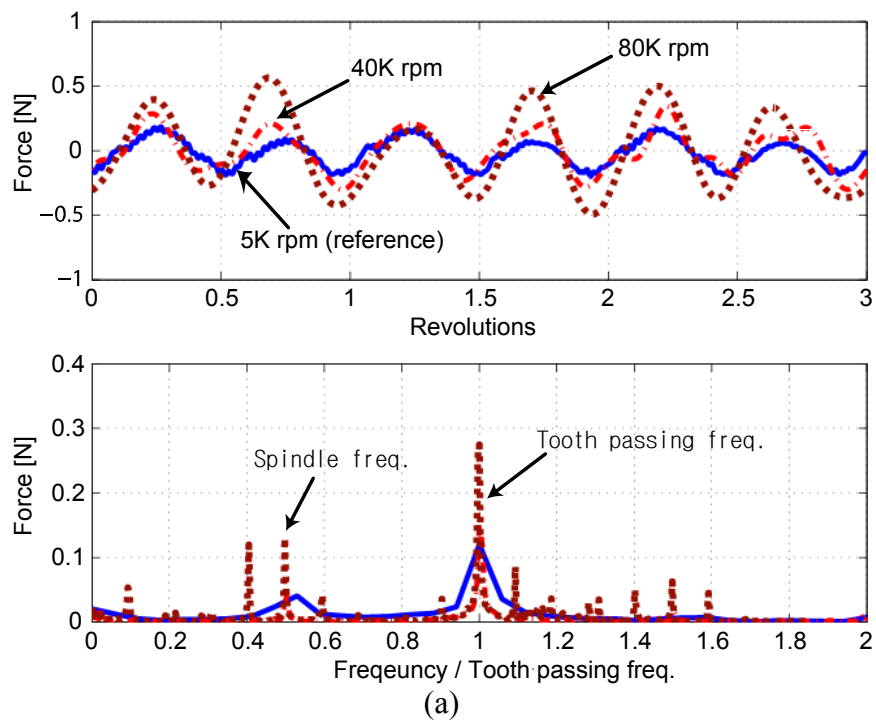 1
0.5
0
−0.5
−1
Force [N]
40K rpm
80K rpm
5K rpm (reference)
0 0.5 1 1.5 2 2.5 3
Revolutions
0.4
0.3
0.2
0.1
0
Force [N]
Spindle freq.
Tooth passing freq.
0 0.2 0.4 0.6 0.8 1 1.2 1.4 1.6 1.8 2
Freqeuncy / Tooth passing freq.
(a)